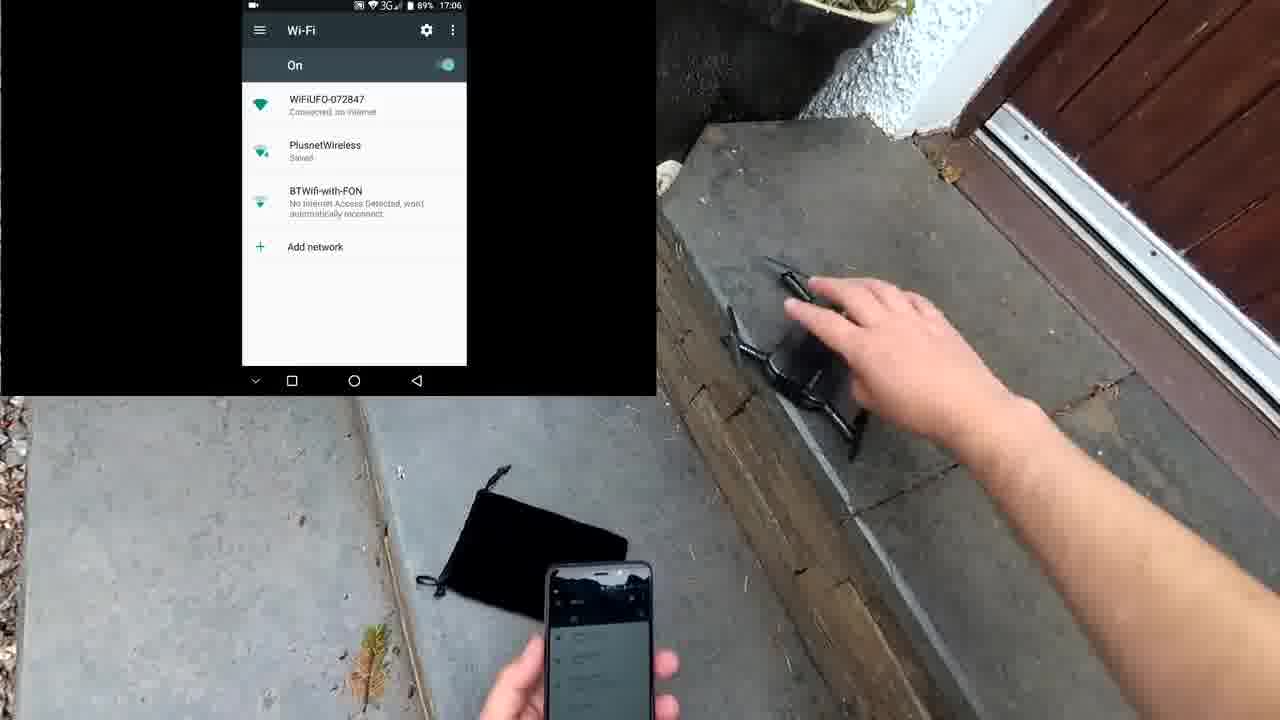 3G 89% 17:06
Wi-Fi
On
WiFiUFO-072847
Connected, no Internet
PlusnetWireless
Saved
BTWifi-with-FON
No Internet Access Detected, won't
automatically reconnect.
Add network